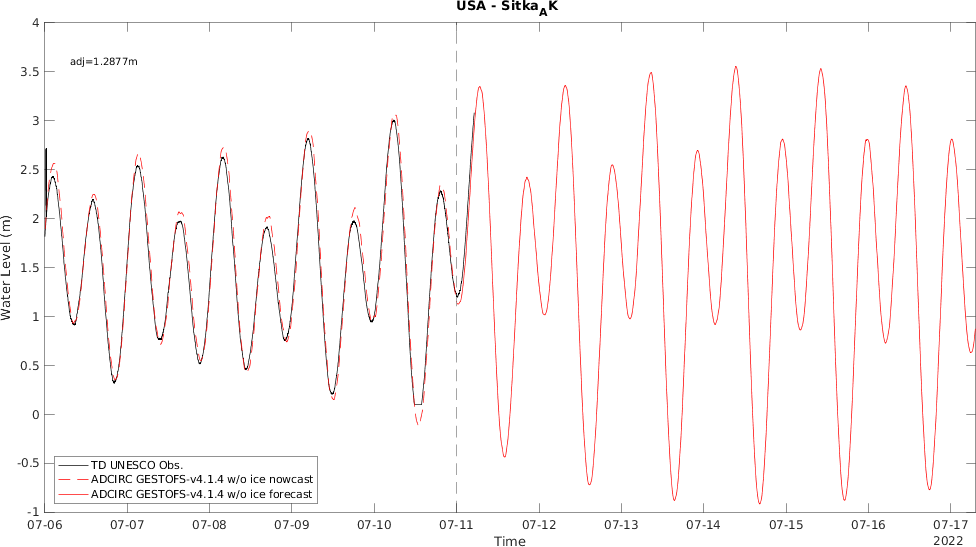 USA - Sitka_AK
adj=1.2877m
Water Level (m)
4
3.5
3
2.5
2
1.5
1
0.5
0
-0.5
-1
TD UNESCO Obs.
ADCIRC GESTOFS-v4.1.4 w/o ice nowcast
ADCIRC GESTOFS-v4.1.4 w/o ice forecast
07-06 07-07 07-08 07-09 07-10 07-11 07-12 07-13 07-14 07-15 07-16 07-17
Time
2022